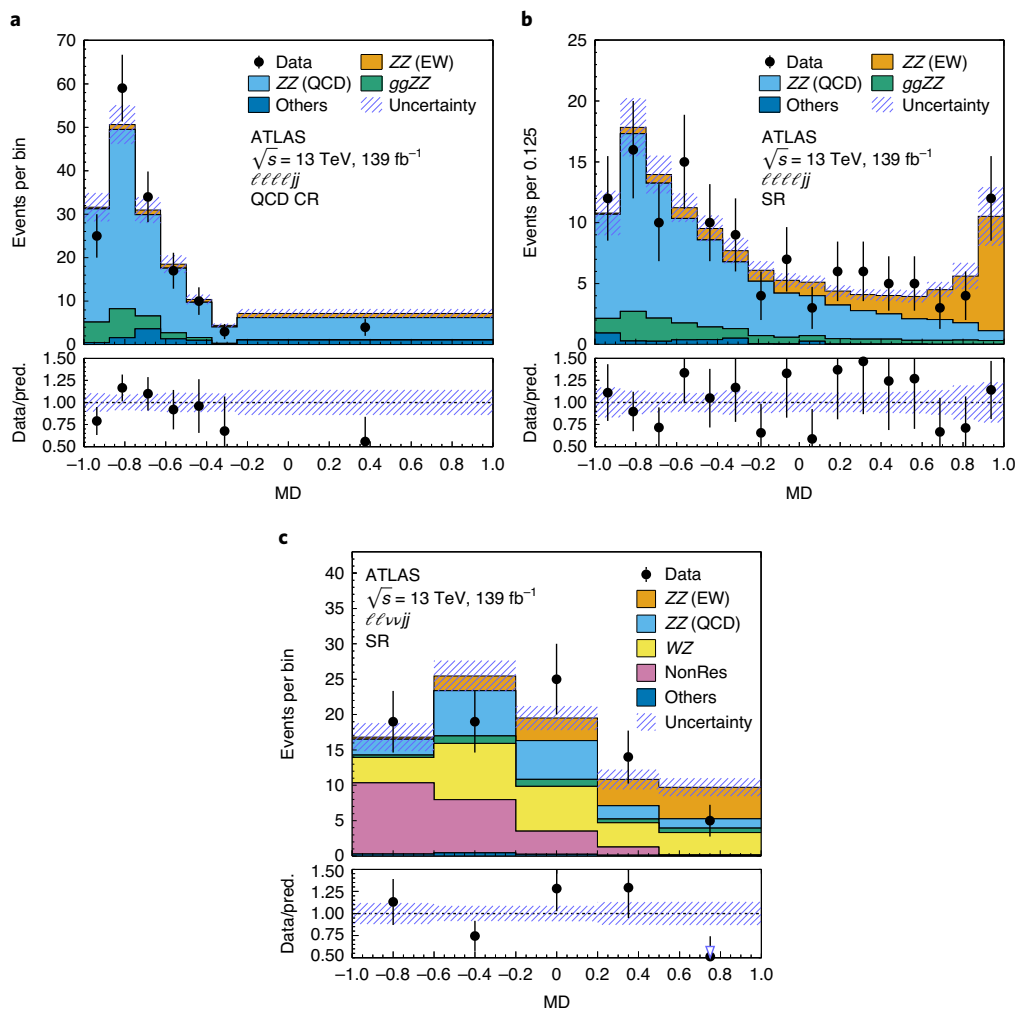 a
70
60
50
40
30
20
10
0
Events per bin
Data
ZZ (EW)
ZZ (QCD)
ggZZ
Others
Uncertainty
ATLAS
√s = 13 TeV, 139 fb⁻¹
ℓℓℓℓjj
QCD CR
1.50
1.25
1.00
0.75
0.50
Data/pred.
−1.0 −0.8 −0.6 −0.4 −0.2 0 0.2 0.4 0.6 0.8 1.0
MD
b
25
20
15
10
5
0
Events per 0.125
Data
ZZ (EW)
ZZ (QCD)
ggZZ
Others
Uncertainty
ATLAS
√s = 13 TeV, 139 fb⁻¹
ℓℓℓℓjj
SR
1.50
1.25
1.00
0.75
0.50
Data/pred.
−1.0 −0.8 −0.6 −0.4 −0.2 0 0.2 0.4 0.6 0.8 1.0
MD
c
40
35
30
25
20
15
10
5
0
Events per bin
ATLAS
√s = 13 TeV, 139 fb⁻¹
ℓℓννjj
SR
Data
ZZ (EW)
ZZ (QCD)
WZ
NonRes
Others
Uncertainty
1.50
1.25
1.00
0.75
0.50
Data/pred.
−1.0 −0.8 −0.6 −0.4 −0.2 0 0.2 0.4 0.6 0.8 1.0
MD